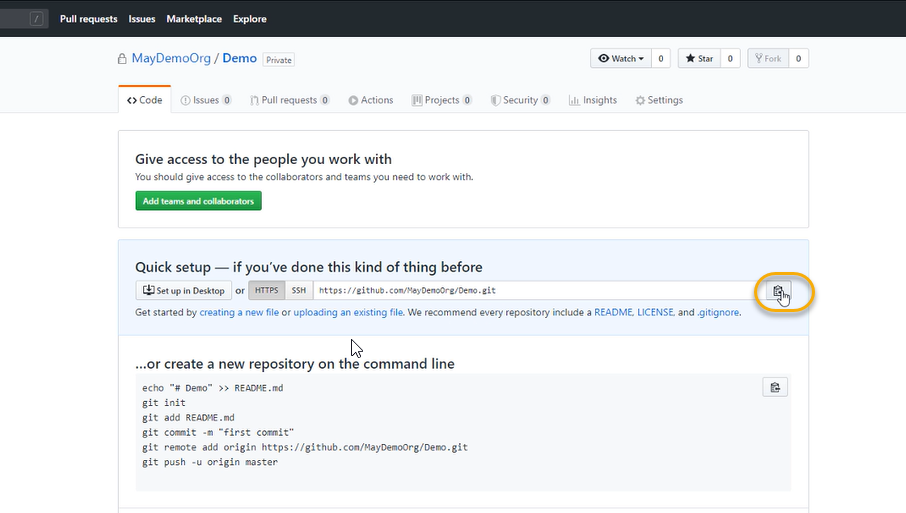 / Pull requests Issues Marketplace Explore
MayDemoOrg / Demo Private Watch 0 Star 0 Fork 0
Code Issues 0 Pull requests 0 Actions Projects 0 Security 0 Insights Settings
Give access to the people you work with
You should give access to the collaborators and teams you need to work with.
Add teams and collaborators
Quick setup — if you’ve done this kind of thing before
Set up in Desktop or HTTPS SSH https://github.com/MayDemoOrg/Demo.git
Get started by creating a new file or uploading an existing file. We recommend every repository include a README, LICENSE, and .gitignore.
…or create a new repository on the command line
echo "# Demo" >> README.md
git init
git add README.md
git commit -m "first commit"
git remote add origin https://github.com/MayDemoOrg/Demo.git
git push -u origin master